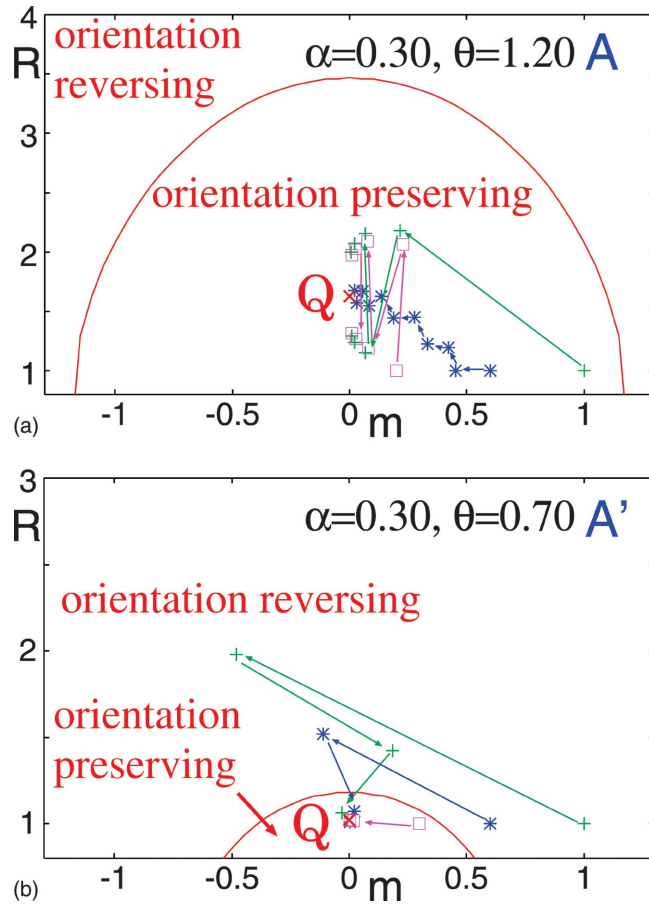 4
R
orientation
reversing
α=0.30, θ=1.20 A
3
orientation preserving
2
Q
1
-1 -0.5 0 0.5 1
(a)
m
3
R
α=0.30, θ=0.70 A'
orientation reversing
2
orientation
preserving
Q
1
-1 -0.5 0 0.5 1
(b)
m